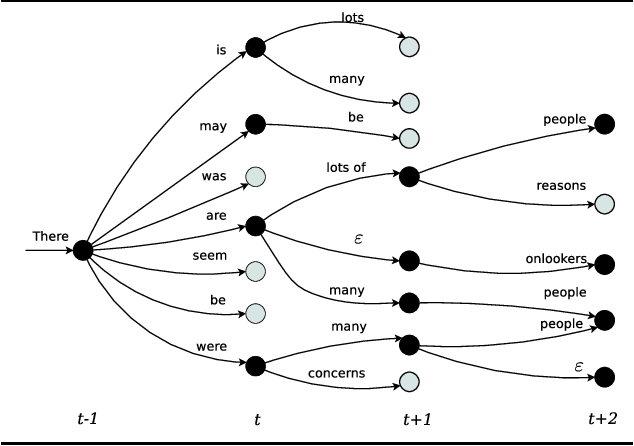 lots
is
many
may
be
people
was
lots of
reasons
are
There
ε
seem
onlookers
be
many
people
were
many
people
concerns
ε
t-1
t
t+1
t+2